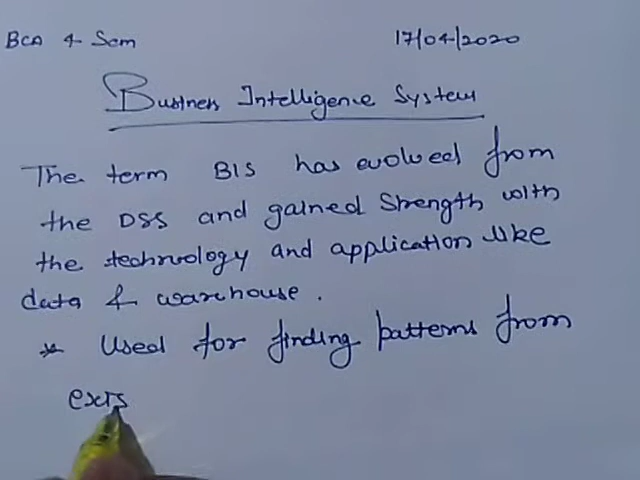 BCA 4 Sem 17/04/2020
Business Intelligence System
The term BIS has evolved from
the DSS and gained Strength with
the technology and application like
data & warehouse.
* Used for finding patterns from
exis